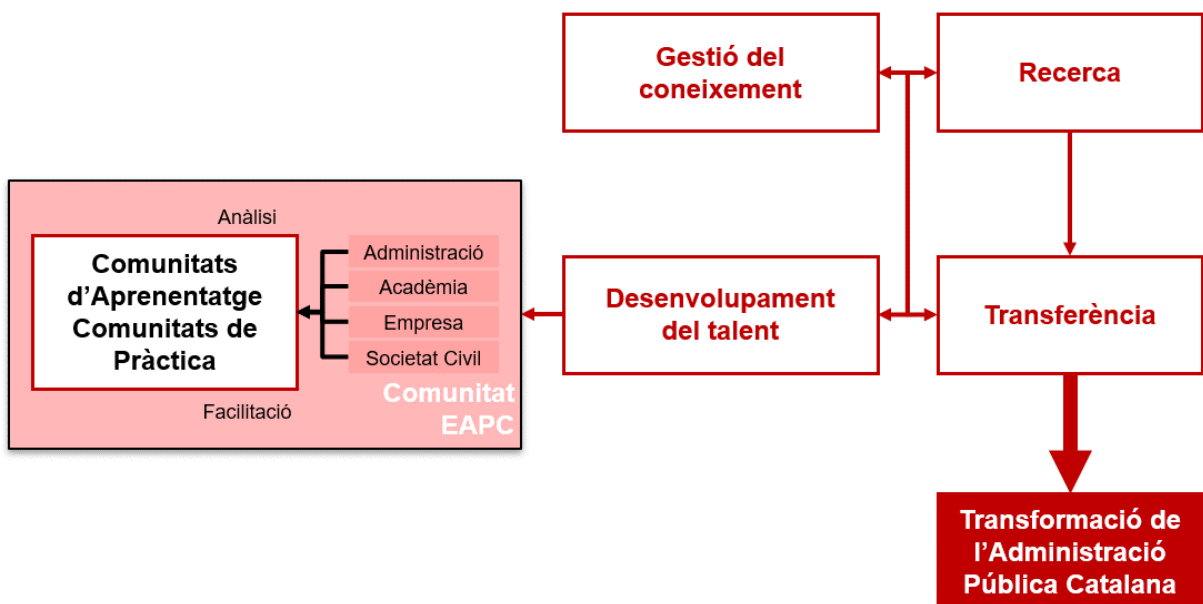 Gestió del
coneixement
Recerca
Anàlisi
Comunitats
d’Aprenentatge
Comunitats de
Pràctica
Administració
Acadèmia
Empresa
Societat Civil
Facilitació
Comunitat
EAPC
Desenvolupament
del talent
Transferència
Transformació de
l’Administració
Pública Catalana